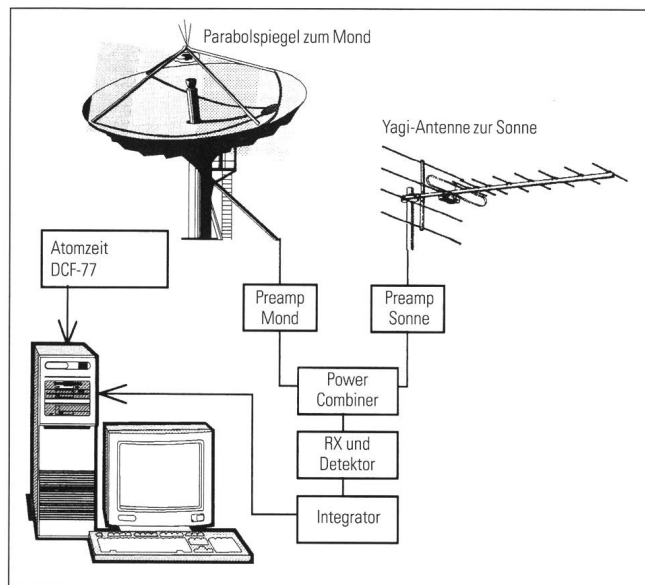 Parabolspiegel zum Mond
Yagi-Antenne zur Sonne
Atomzeit
DCF-77
Preamp
Mond
Preamp
Sonne
Power
Combiner
RX und
Detektor
Integrator